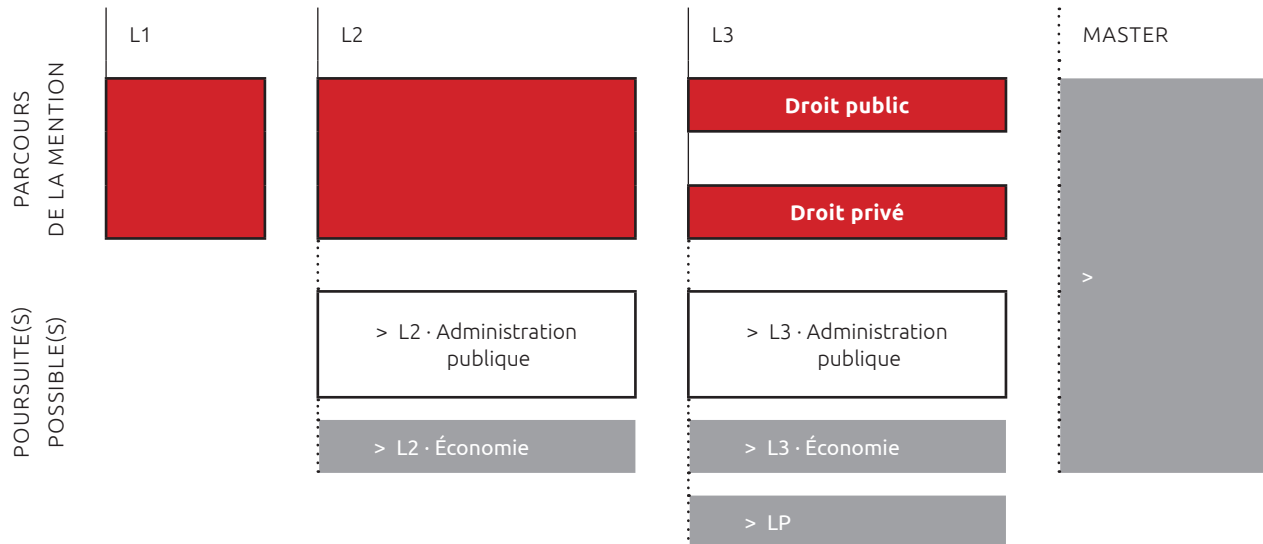 L1
L2
L3
MASTER
PARCOURS
DE LA MENTION
Droit public
Droit privé
>
POURSUITE(S)
POSSIBLE(S)
> L2 · Administration
publique
> L3 · Administration
publique
> L2 · Économie
> L3 · Économie
> LP